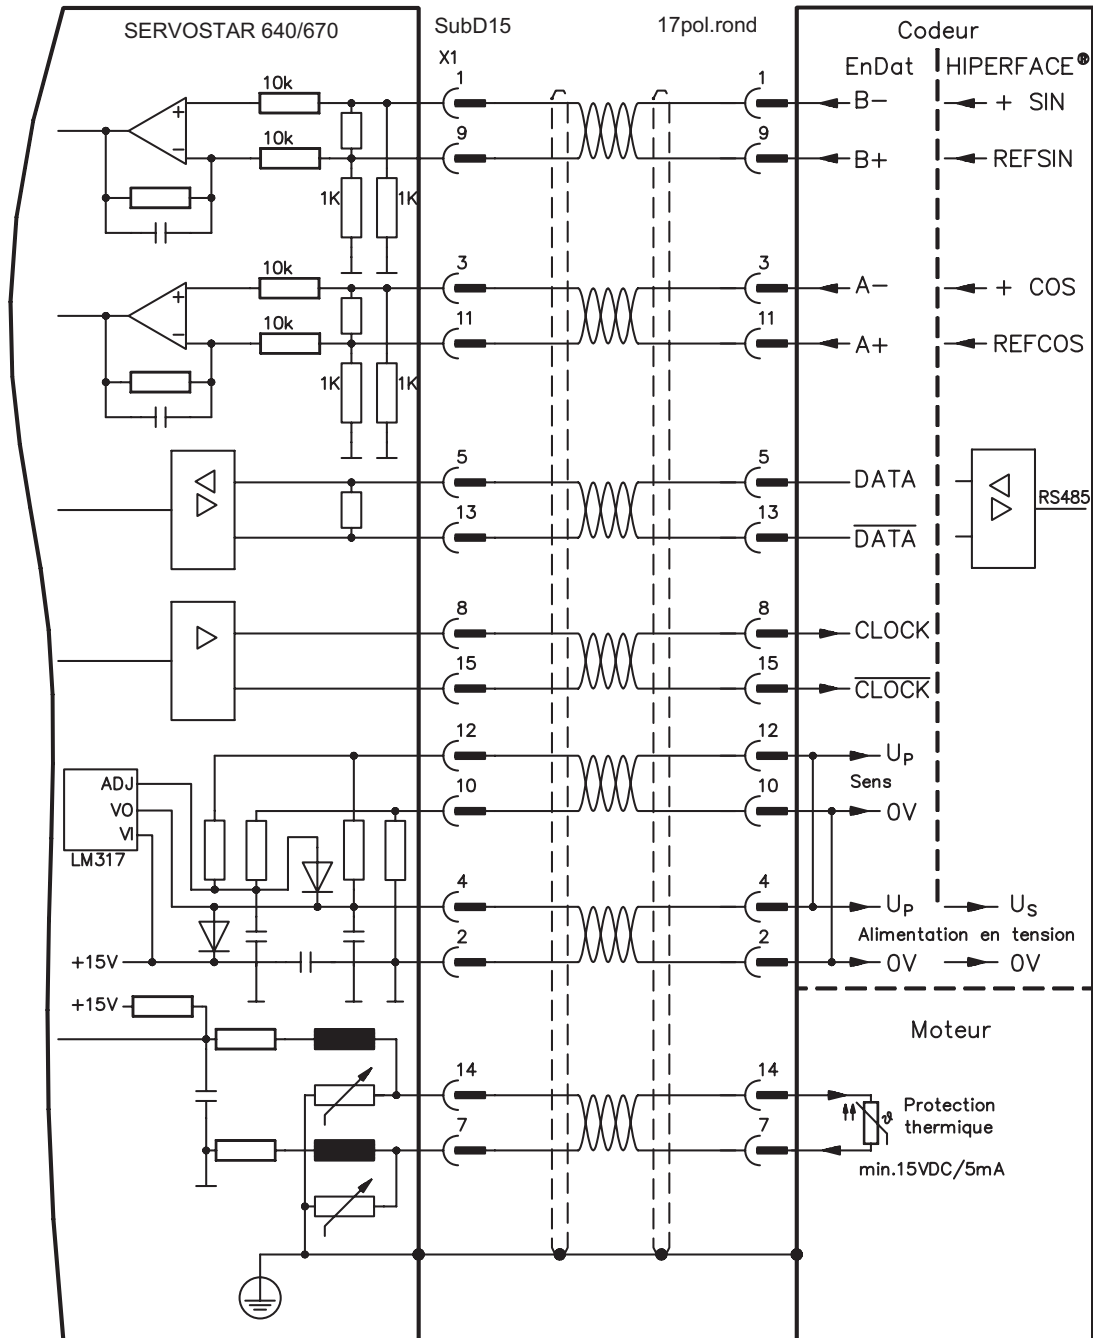 SERVOSTAR 640/670 SubD15 17pol.rond Codeur
X1 EnDat HIPERFACE®
10k 1 1 B- + SIN
+
-
10k 9 9 B+ REFSIN
1K 1K
10k 3 3 A- + COS
+
-
10k 11 11 A+ REFCOS
1K 1K
5 5 DATA
RS485
13 13 DATA
8 8 CLOCK
15 15 CLOCK
12 12 UP
ADJ Sens
VO 10 10 0V
VI
LM317
4 4 UP US
Alimentation en tension
+15V 2 2 0V 0V
+15V
Moteur
14 14
Protection
ϑ
thermique
7 7
min.15VDC/5mA